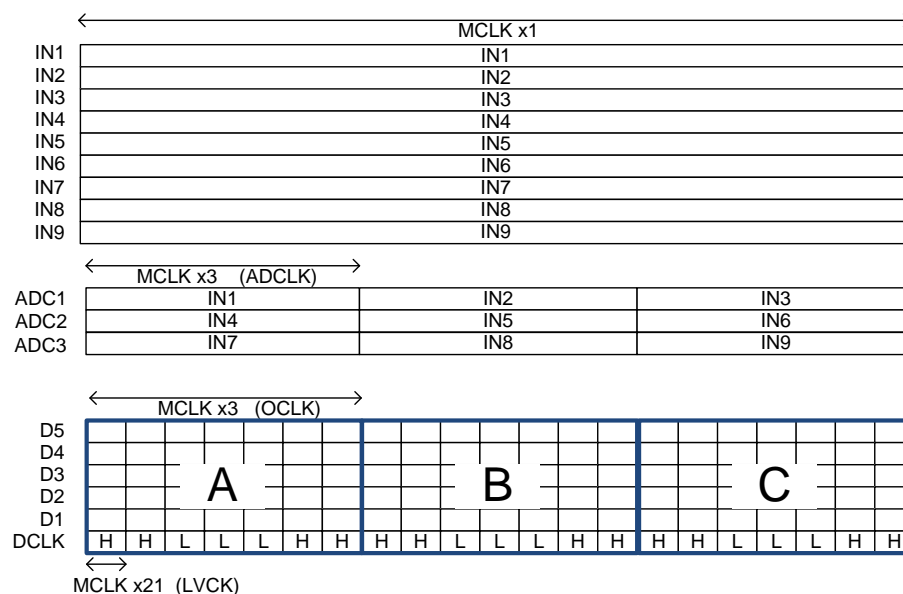 MCLK x1
IN1 IN1
IN2 IN2
IN3 IN3
IN4 IN4
IN5 IN5
IN6 IN6
IN7 IN7
IN8 IN8
IN9 IN9
MCLK x3 (ADCLK)
ADC1 IN1 IN2 IN3
ADC2 IN4 IN5 IN6
ADC3 IN7 IN8 IN9
MCLK x3 (OCLK)
D5
D4
D3 A B C
D2
D1
DCLK H H L L L H H H H L L L H H H H L L L H H
MCLK x21 (LVCK)